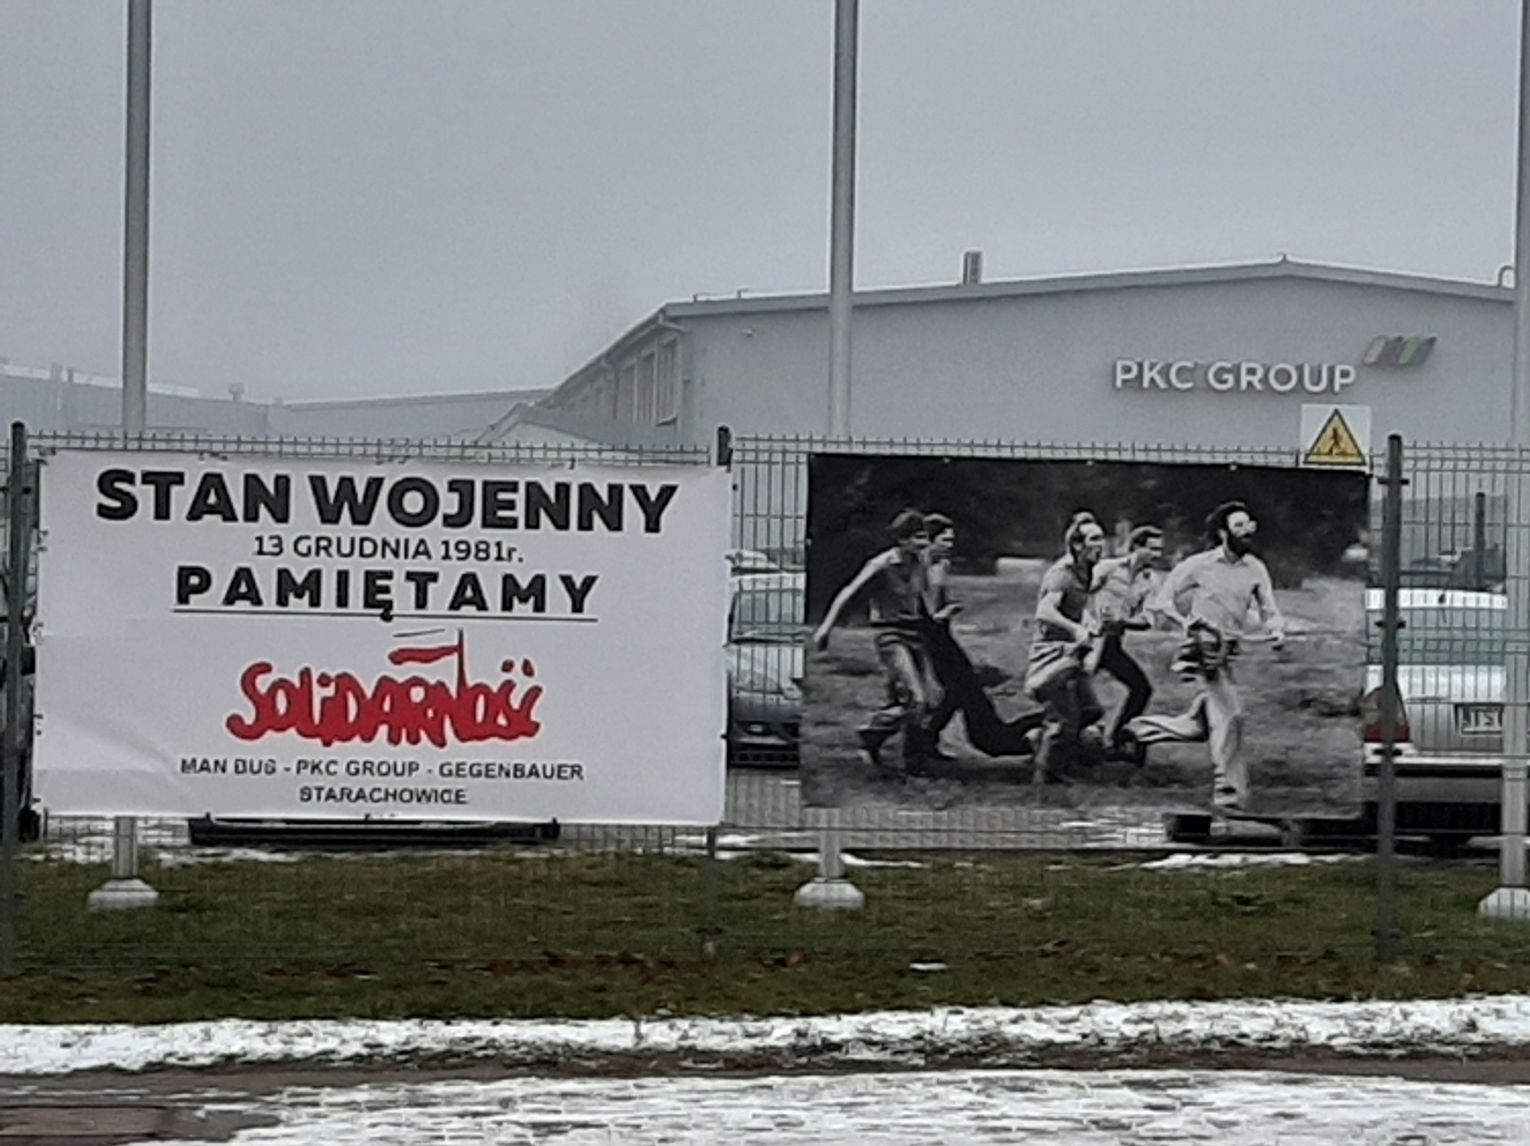 PKC GROUP
STAN WOJENNY
13 GRUDNIA 1981r.
PAMIĘTAMY
SOLIDARNOŚĆ
MAN BUS - PKC GROUP - GEGENBAUER
STARACHOWICE